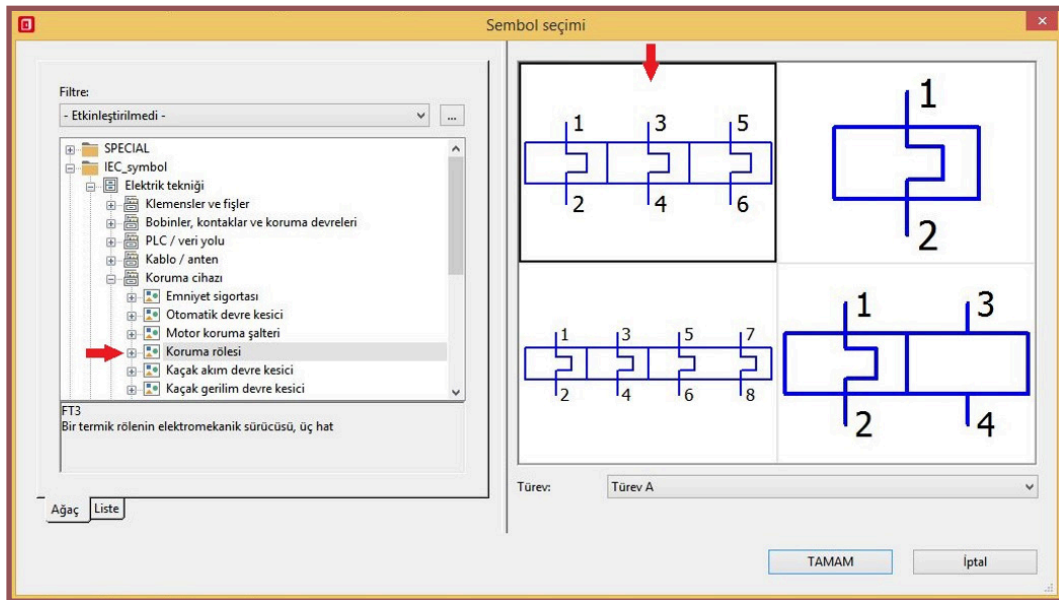 Sembol seçimi
Filtre:
- Etkinleştirilmedi -
...
SPECIAL
IEC_symbol
Elektrik tekniği
Klemensler ve fişler
Bobinler, kontaklar ve koruma devreleri
PLC / veri yolu
Kablo / anten
Koruma cihazı
Emniyet sigortası
Otomatik devre kesici
Motor koruma şalteri
Koruma rölesi
Kaçak akım devre kesici
Kaçak gerilim devre kesici
FT3
Bir termik rölenin elektromekanik sürücüsü, üç hat
Ağaç Liste
1 3 5
2 4 6
1
2
1 3 5 7
2 4 6 8
1 3
2 4
Türev: Türev A
TAMAM İptal